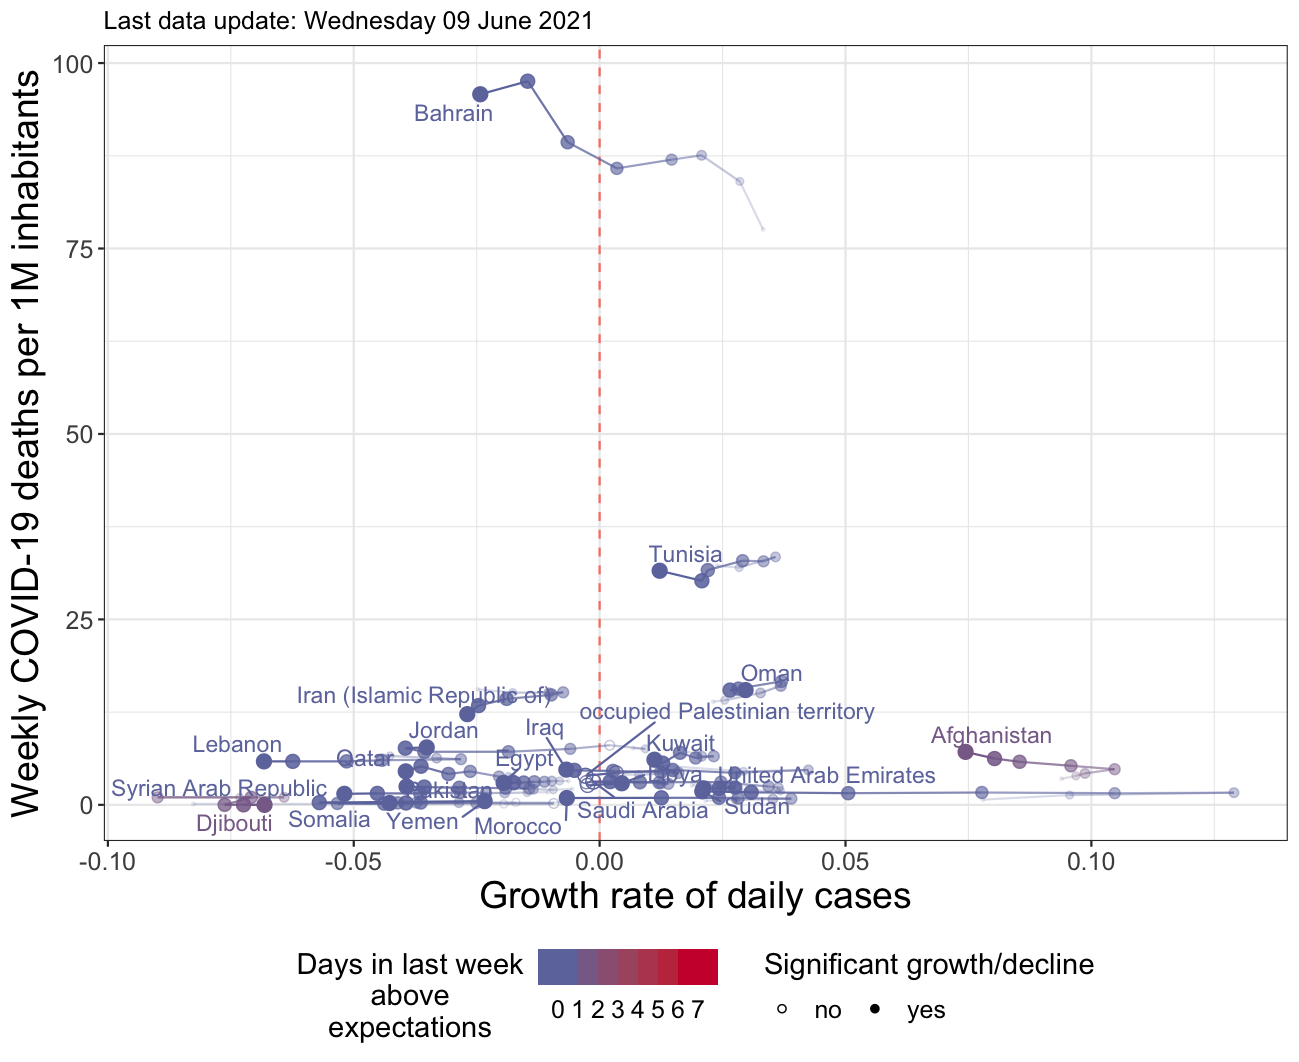 Last data update: Wednesday 09 June 2021
Weekly COVID-19 deaths per 1M inhabitants
100
75
50
25
0
Bahrain
Tunisia
Oman
Iran (Islamic Republic of)
occupied Palestinian territory
Iraq
Jordan
Afghanistan
Lebanon
Kuwait
Qatar
Egypt
Libya
United Arab Emirates
Syrian Arab Republic
Pakistan
Sudan
Saudi Arabia
Djibouti
Somalia
Yemen
Morocco
-0.10
-0.05
0.00
0.05
0.10
Growth rate of daily cases
Days in last week
above
expectations
0 1 2 3 4 5 6 7
Significant growth/decline
no
yes